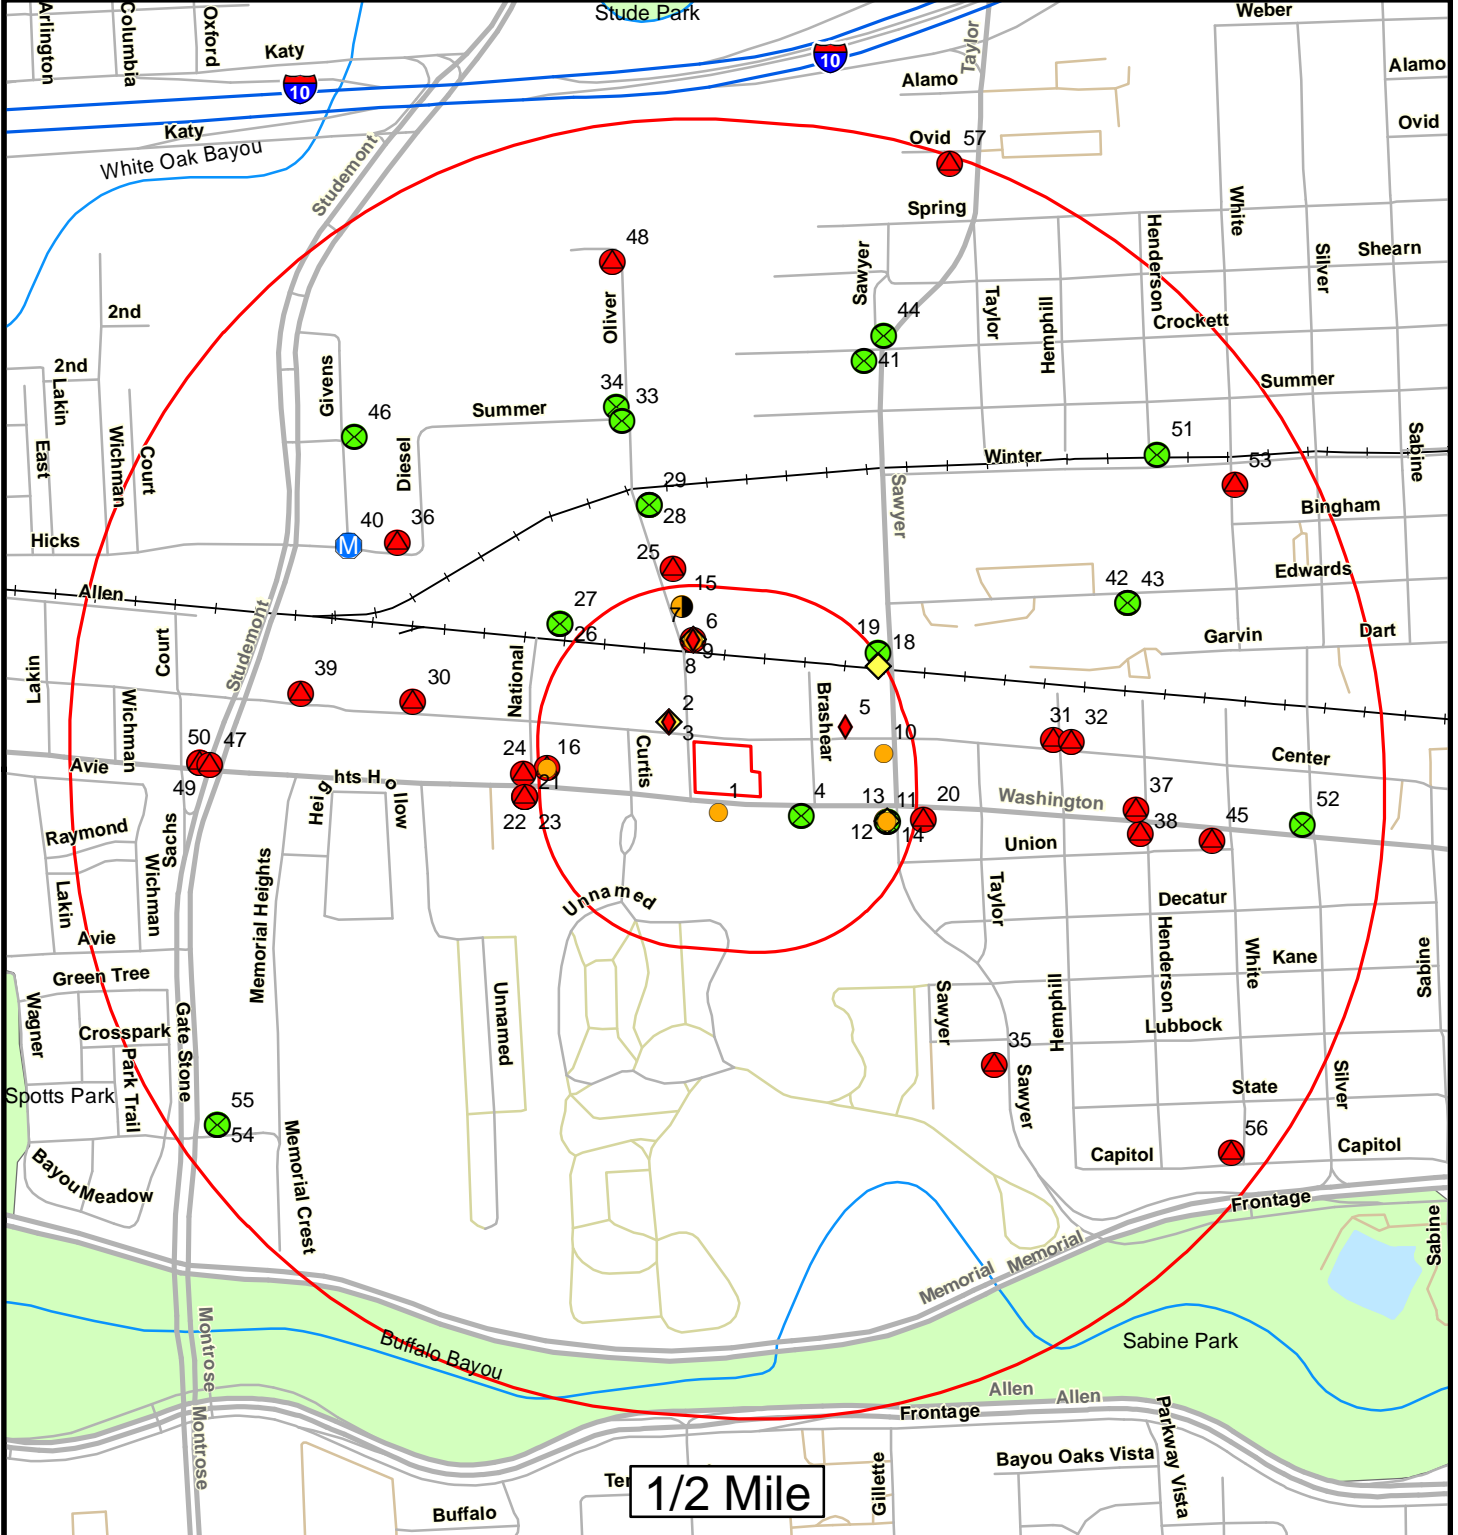 Arlington
Columbia
Oxford
Katy
10
Stude Park
10
Taylor
Weber
Alamo
Alamo
Ovid
Katy
White Oak Bayou
Studemont
Ovid
57
Spring
48
Sawyer
Henderson
White
Silver
Shearn
2nd
Oliver
44
Taylor
Hemphill
Crockett
41
2nd
Lakin
Givens
34
33
Summer
Summer
46
East
Wichman
Court
Diesel
51
Winter
53
Sabine
29
28
Sawyer
Bingham
Hicks
40
M
36
25
Edwards
Allen
15
42
43
27
26
7
6
9
8
19
18
Garvin
Dart
Lakin
Court
Studemont
39
30
National
Wichman
2
3
Brashear
5
10
31
32
Center
50
47
49
Avie
Heights Hollow
24
16
21
22
23
Curtis
1
4
13
11
12
14
20
Washington
37
38
45
52
Union
Raymond
Sachs
Lakin
Wichman
Memorial Heights
Unnamed
Taylor
Decatur
Avie
Henderson
White
Kane
Sabine
Green Tree
Wagner
Crosspark
Gate Stone
Unnamed
Sawyer
Hemphill
Lubbock
Park Trail
35
Sawyer
Silver
Spotts Park
55
54
State
56
Memorial Crest
Capitol
Capitol
Bayou Meadow
Frontage
Memorial
Memorial
Sabine
Montrose
Buffalo Bayou
Sabine Park
Allen
Allen
Frontage
Parkway Vista
Montrose
Bayou Oaks Vista
Gillette
1/2 Mile
Buffalo